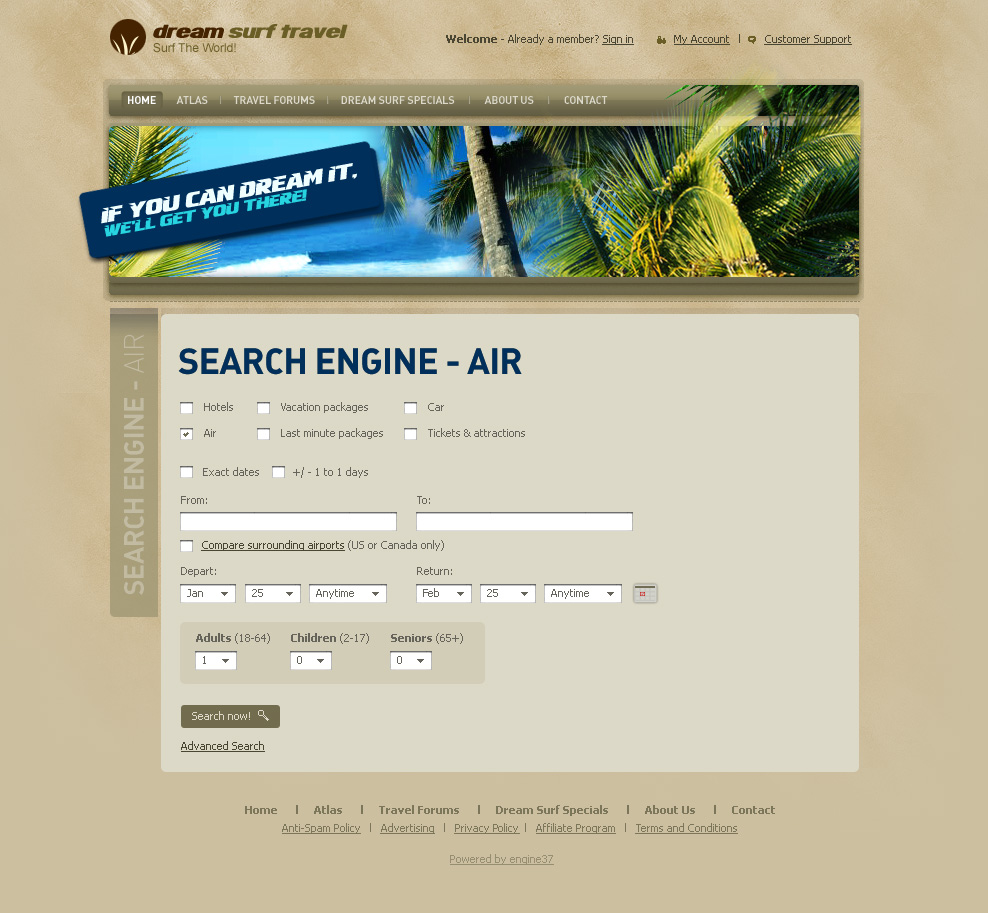 dream surf travel
Surf The World!
Welcome - Already a member? Sign in My Account | Customer Support
HOME ATLAS | TRAVEL FORUMS | DREAM SURF SPECIALS | ABOUT US | CONTACT
IF YOU CAN DREAM IT,
WE'LL GET YOU THERE!
SEARCH ENGINE - AIR
SEARCH ENGINE - AIR
Hotels Vacation packages Car
Air Last minute packages Tickets & attractions
Exact dates +/ - 1 to 1 days
From: To:
Compare surrounding airports (US or Canada only)
Depart: Return:
Jan 25 Anytime Feb 25 Anytime
Adults (18-64) Children (2-17) Seniors (65+)
1 0 0
Search now!
Advanced Search
Home | Atlas | Travel Forums | Dream Surf Specials | About Us | Contact
Anti-Spam Policy | Advertising | Privacy Policy | Affiliate Program | Terms and Conditions
Powered by engine37